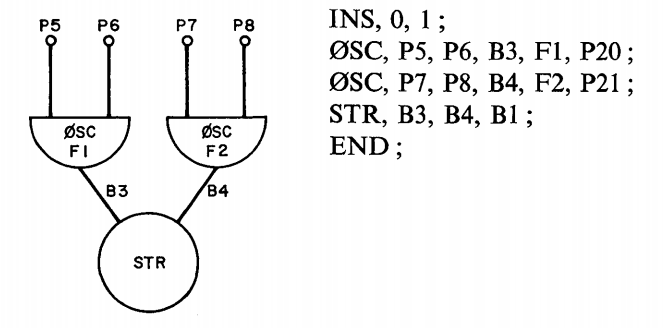 P5 P6 P7 P8
ØSC
F1
ØSC
F2
B3 B4
STR
INS, 0, 1 ;
ØSC, P5, P6, B3, F1, P20 ;
ØSC, P7, P8, B4, F2, P21 ;
STR, B3, B4, B1 ;
END ;